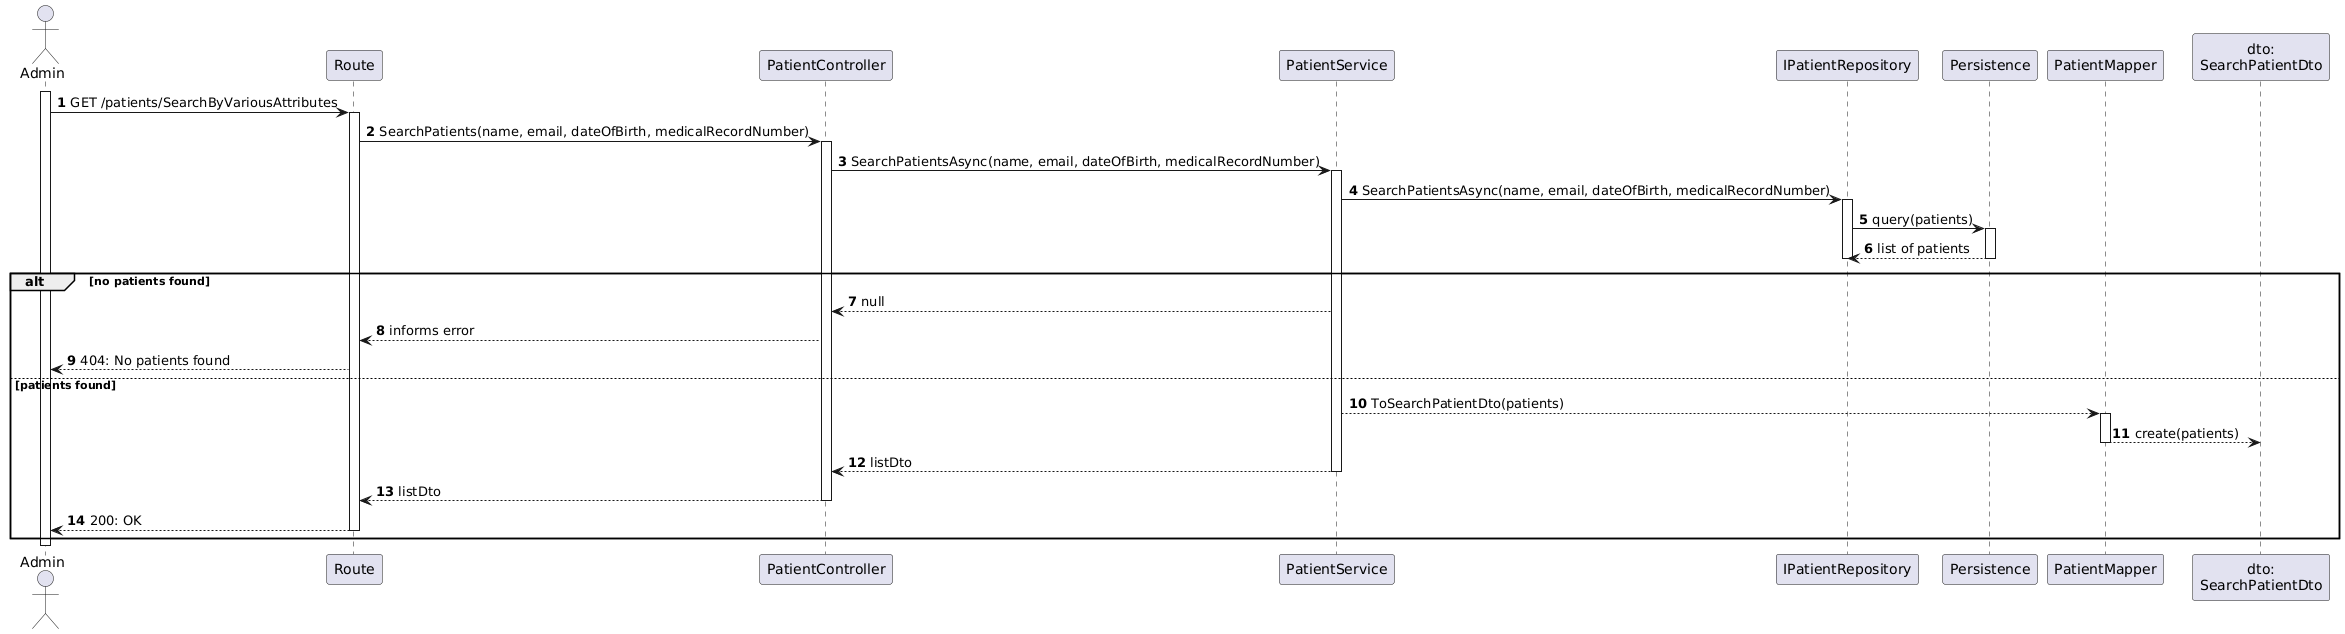 Admin
Route
PatientController
PatientService
IPatientRepository
Persistence
PatientMapper
dto:
SearchPatientDto
1 GET /patients/SearchByVariousAttributes
2 SearchPatients(name, email, dateOfBirth, medicalRecordNumber)
3 SearchPatientsAsync(name, email, dateOfBirth, medicalRecordNumber)
4 SearchPatientsAsync(name, email, dateOfBirth, medicalRecordNumber)
5 query(patients)
6 list of patients
alt [no patients found]
7 null
8 informs error
9 404: No patients found
[patients found]
10 ToSearchPatientDto(patients)
11 create(patients)
12 listDto
13 listDto
14 200: OK
Admin
Route
PatientController
PatientService
IPatientRepository
Persistence
PatientMapper
dto:
SearchPatientDto